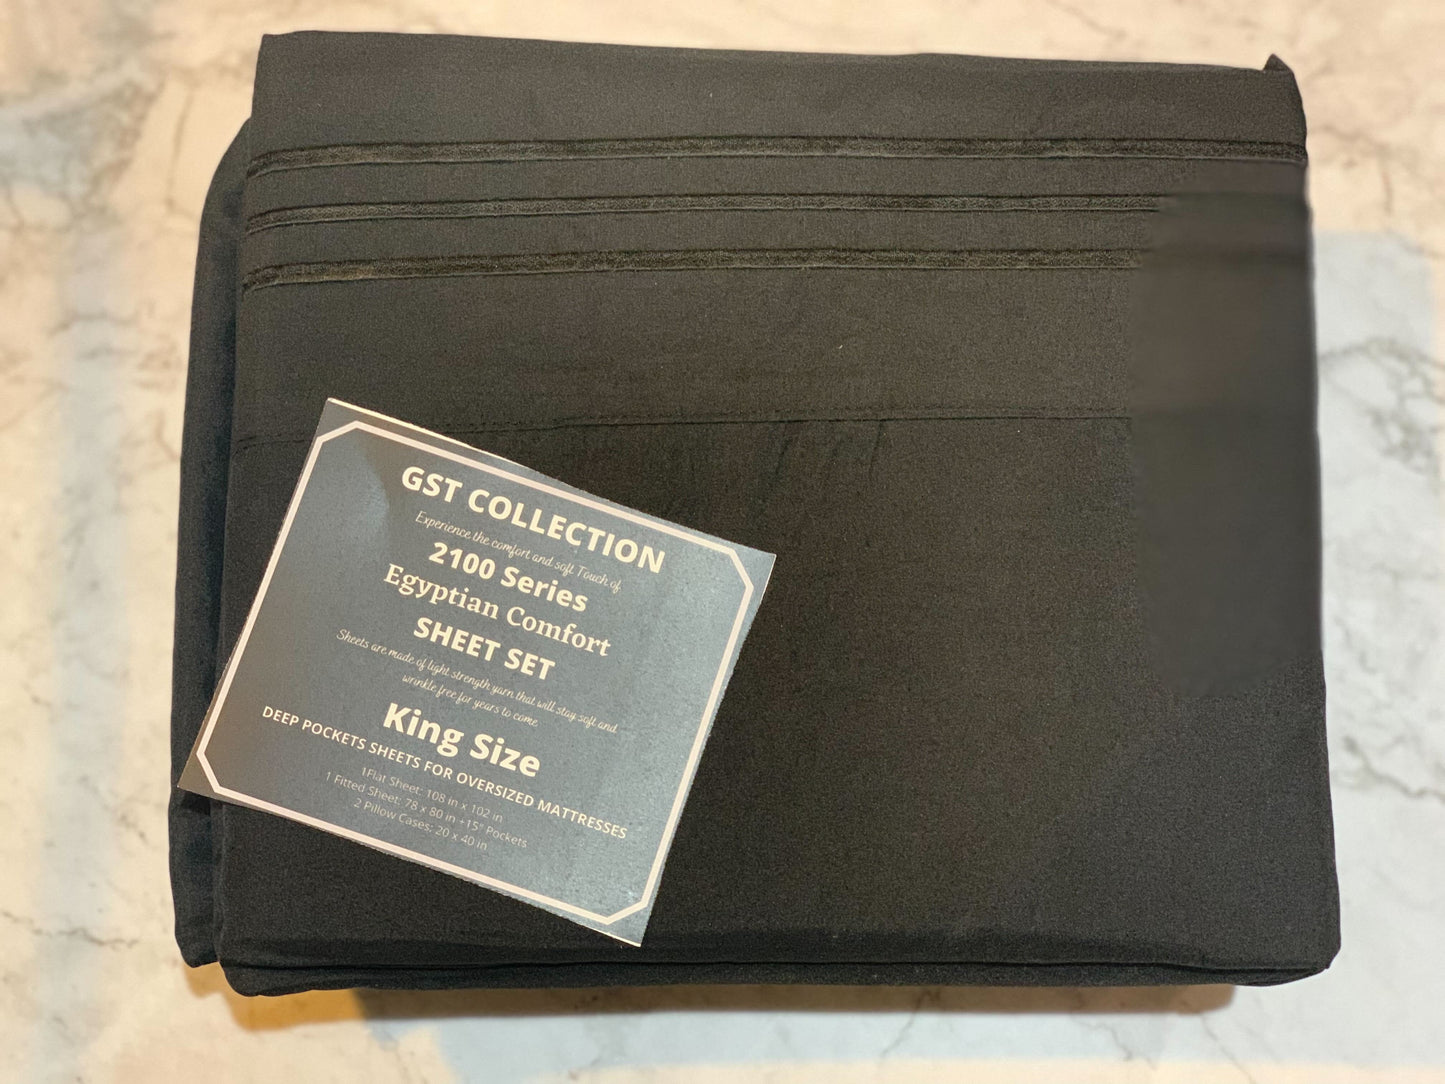 GST COLLECTION
Experience the comfort and soft Touch of
2100 Series
Egyptian Comfort
SHEET SET
Sheets are made of light strength yarn that will stay soft and
wrinkle free for years to come
King Size
DEEP POCKETS SHEETS FOR OVERSIZED MATTRESSES
1Flat Sheet: 108 in x 102 in
1 Fitted Sheet: 78 x 80 in +15" Pockets
2 Pillow Cases: 20 x 40 in